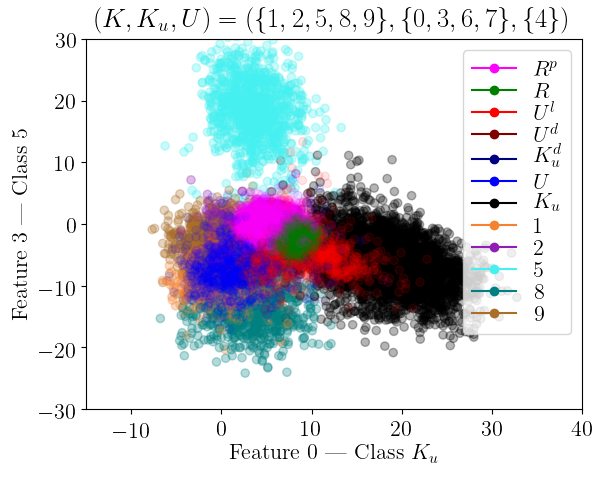 (K, K_u, U) = ({1, 2, 5, 8, 9}, {0, 3, 6, 7}, {4})
Feature 3 — Class 5
30
20
10
0
−10
−20
−30
R^p
R
U^l
U^d
K_u^d
U
K_u
1
2
5
8
9
−10 0 10 20 30 40
Feature 0 — Class K_u